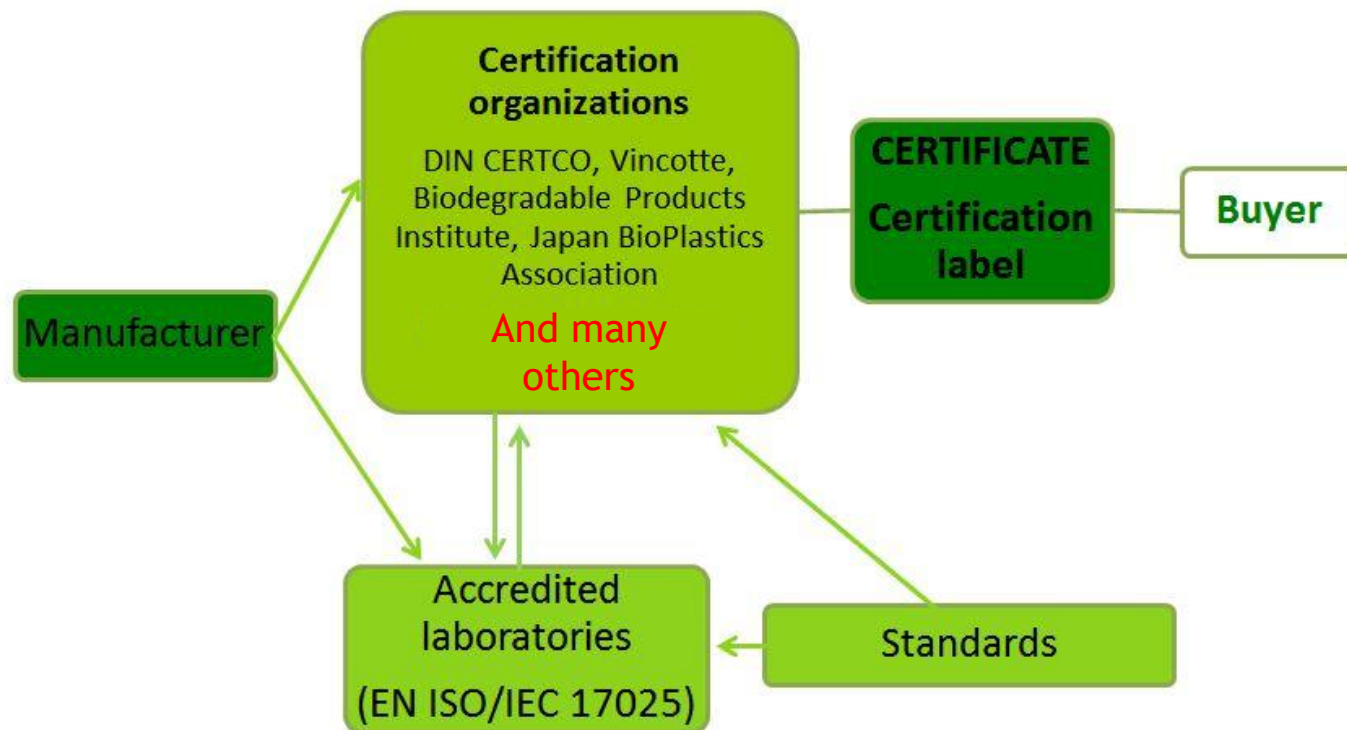 Certification
organizations
DIN CERTCO, Vincotte,
Biodegradable Products
Institute, Japan BioPlastics
Association
And many
others
CERTIFICATE
Certification
label
Buyer
Manufacturer
Accredited
laboratories
(EN ISO/IEC 17025)
Standards